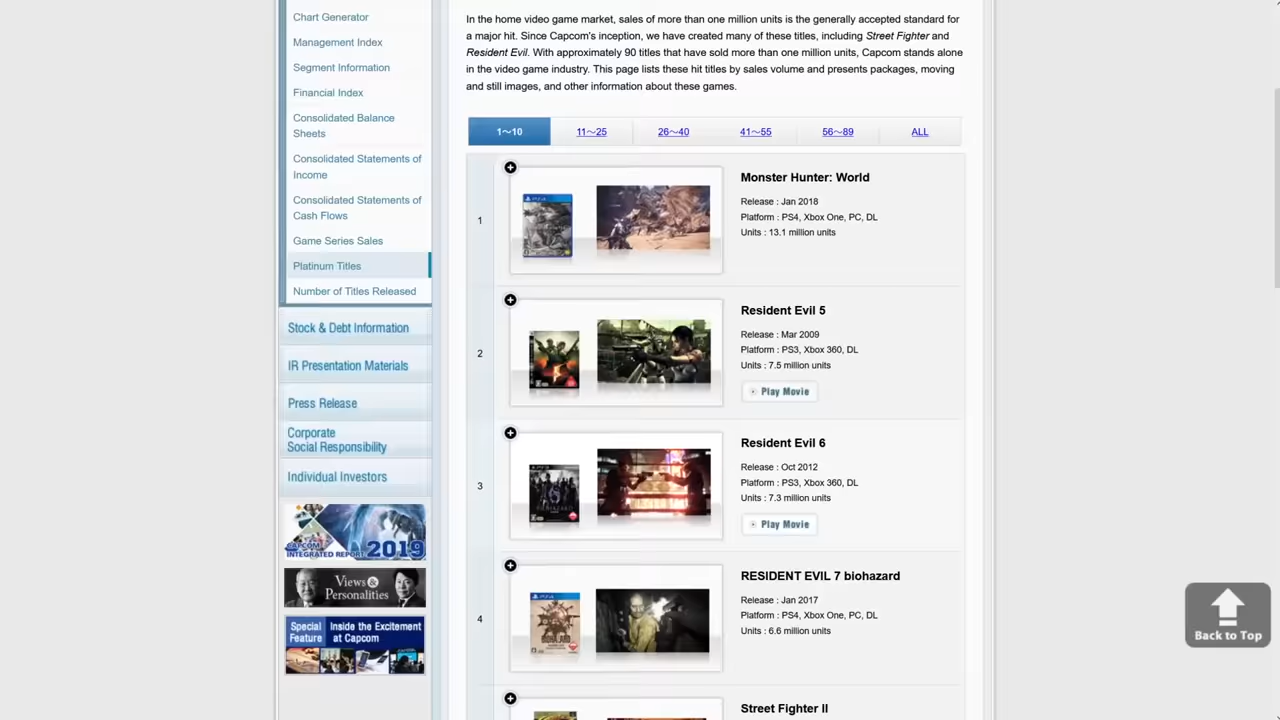 Chart Generator
Management Index
Segment Information
Financial Index
Consolidated Balance
Sheets
Consolidated Statements of
Income
Consolidated Statements of
Cash Flows
Game Series Sales
Platinum Titles
Number of Titles Released
Stock & Debt Information
IR Presentation Materials
Press Release
Corporate
Social Responsibility
Individual Investors
CAPCOM
INTEGRATED REPORT 2019
Views &
Personalities
Special
Feature
Inside the Excitement
at Capcom
In the home video game market, sales of more than one million units is the generally accepted standard for
a major hit. Since Capcom's inception, we have created many of these titles, including Street Fighter and
Resident Evil. With approximately 90 titles that have sold more than one million units, Capcom stands alone
in the video game industry. This page lists these hit titles by sales volume and presents packages, moving
and still images, and other information about these games.
1~10 11~25 26~40 41~55 56~89 ALL
1
Monster Hunter: World
Release : Jan 2018
Platform : PS4, Xbox One, PC, DL
Units : 13.1 million units
2
Resident Evil 5
Release : Mar 2009
Platform : PS3, Xbox 360, DL
Units : 7.5 million units
Play Movie
3
Resident Evil 6
Release : Oct 2012
Platform : PS3, Xbox 360, DL
Units : 7.3 million units
Play Movie
4
RESIDENT EVIL 7 biohazard
Release : Jan 2017
Platform : PS4, Xbox One, PC, DL
Units : 6.6 million units
Street Fighter II
Back to Top